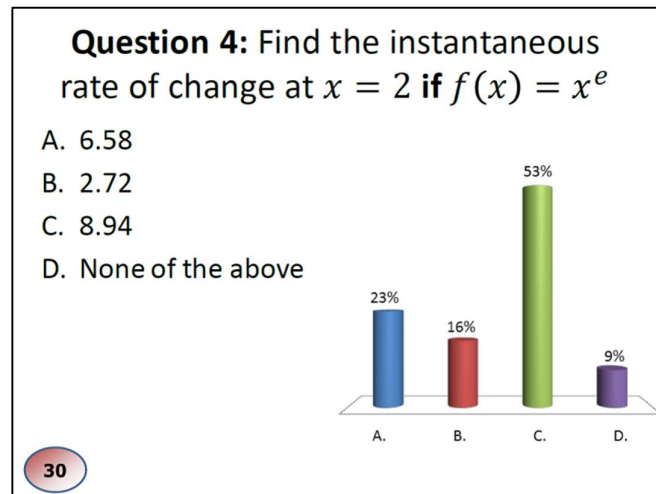 Question 4: Find the instantaneous
rate of change at x = 2 if f(x) = xᵉ
A. 6.58
B. 2.72
C. 8.94
D. None of the above
53%
23%
16%
9%
A. B. C. D.
30